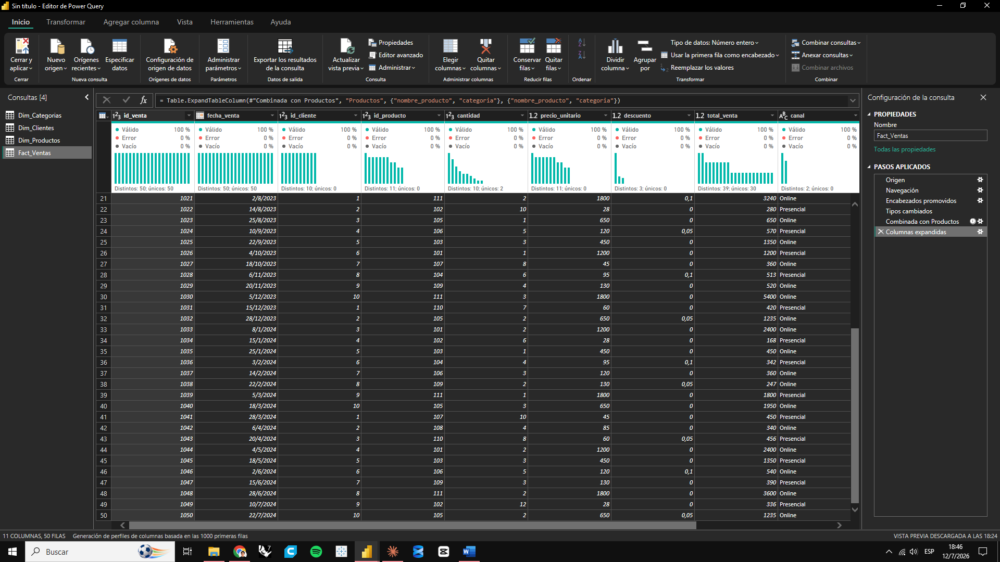 Sin título - Editor de Power Query
Inicio Transformar Agregar columna Vista Herramientas Ayuda
Cerrar y aplicar
Cerrar
Nuevo origen
Orígenes recientes
Especificar datos
Nueva consulta
Configuración de origen de datos
Orígenes de datos
Administrar parámetros
Parámetros
Exportar los resultados de la consulta
Datos de salida
Actualizar vista previa
Propiedades
Editor avanzado
Administrar
Consulta
Elegir columnas
Quitar columnas
Administrar columnas
Conservar filas
Quitar filas
Reducir filas
Ordenar
Dividir columna
Agrupar por
Tipo de datos: Número entero
Usar la primera fila como encabezado
Reemplazar los valores
Transformar
Combinar consultas
Anexar consultas
Combinar archivos
Combinar
Consultas [4]
Dim_Categorias
Dim_Clientes
Dim_Productos
Fact_Ventas
fx = Table.ExpandTableColumn(#"Combinada con Productos", "Productos", {"nombre_producto", "categoria"}, {"nombre_producto", "categoria"})
id_venta fecha_venta id_cliente id_producto cantidad precio_unitario descuento total_venta canal
Válido 100 % Válido 100 % Válido 100 % Válido 100 % Válido 100 % Válido 100 % Válido 100 % Válido 100 % Válido 100 %
Error 0 % Error 0 % Error 0 % Error 0 % Error 0 % Error 0 % Error 0 % Error 0 % Error 0 %
Vacío 0 % Vacío 0 % Vacío 0 % Vacío 0 % Vacío 0 % Vacío 0 % Vacío 0 % Vacío 0 % Vacío 0 %
Distintos: 50; únicos: 50 Distintos: 50; únicos: 50 Distintos: 10; únicos: 0 Distintos: 11; únicos: 0 Distintos: 10; únicos: 2 Distintos: 11; únicos: 0 Distintos: 3; únicos: 0 Distintos: 39; únicos: 30 Distintos: 2; únicos: 0
21 1021 2/8/2023 1 111 2 1800 0,1 3240 Online
22 1022 14/8/2023 2 102 10 28 0 280 Presencial
23 1023 25/8/2023 3 105 1 650 0 650 Online
24 1024 10/9/2023 4 106 5 120 0,05 570 Presencial
25 1025 22/9/2023 5 103 3 450 0 1350 Online
26 1026 4/10/2023 6 101 1 1200 0 1200 Presencial
27 1027 18/10/2023 7 107 8 45 0 360 Online
28 1028 6/11/2023 8 104 6 95 0,1 513 Presencial
29 1029 20/11/2023 9 109 4 130 0 520 Online
30 1030 5/12/2023 10 111 3 1800 0 5400 Online
31 1031 15/12/2023 1 110 7 60 0 420 Presencial
32 1032 28/12/2023 2 105 2 650 0,05 1235 Online
33 1033 8/1/2024 3 101 2 1200 0 2400 Online
34 1034 15/1/2024 4 102 6 28 0 168 Presencial
35 1035 25/1/2024 5 103 1 450 0 450 Online
36 1036 3/2/2024 6 104 4 95 0,1 342 Presencial
37 1037 14/2/2024 7 106 3 120 0 360 Online
38 1038 22/2/2024 8 109 2 130 0,05 247 Online
39 1039 5/3/2024 9 111 1 1800 0 1800 Presencial
40 1040 18/3/2024 10 105 3 650 0 1950 Online
41 1041 28/3/2024 1 107 10 45 0 450 Presencial
42 1042 6/4/2024 2 108 4 85 0 340 Online
43 1043 20/4/2024 3 110 8 60 0,05 456 Presencial
44 1044 4/5/2024 4 101 2 1200 0 2400 Online
45 1045 18/5/2024 5 103 3 450 0 1350 Presencial
46 1046 2/6/2024 6 106 5 120 0,1 540 Online
47 1047 15/6/2024 7 109 3 130 0 390 Presencial
48 1048 28/6/2024 8 111 2 1800 0 3600 Online
49 1049 10/7/2024 9 102 12 28 0 336 Presencial
50 1050 22/7/2024 10 105 2 650 0,05 1235 Online
Configuración de la consulta
PROPIEDADES
Nombre
Fact_Ventas
Todas las propiedades
PASOS APLICADOS
Origen
Navegación
Encabezados promovidos
Tipos cambiados
Combinada con Productos
Columnas expandidas
11 COLUMNAS, 50 FILAS Generación de perfiles de columnas basada en las 1000 primeras filas
VISTA PREVIA DESCARGADA A LAS 18:24
Buscar
ESP
18:46
12/7/2026